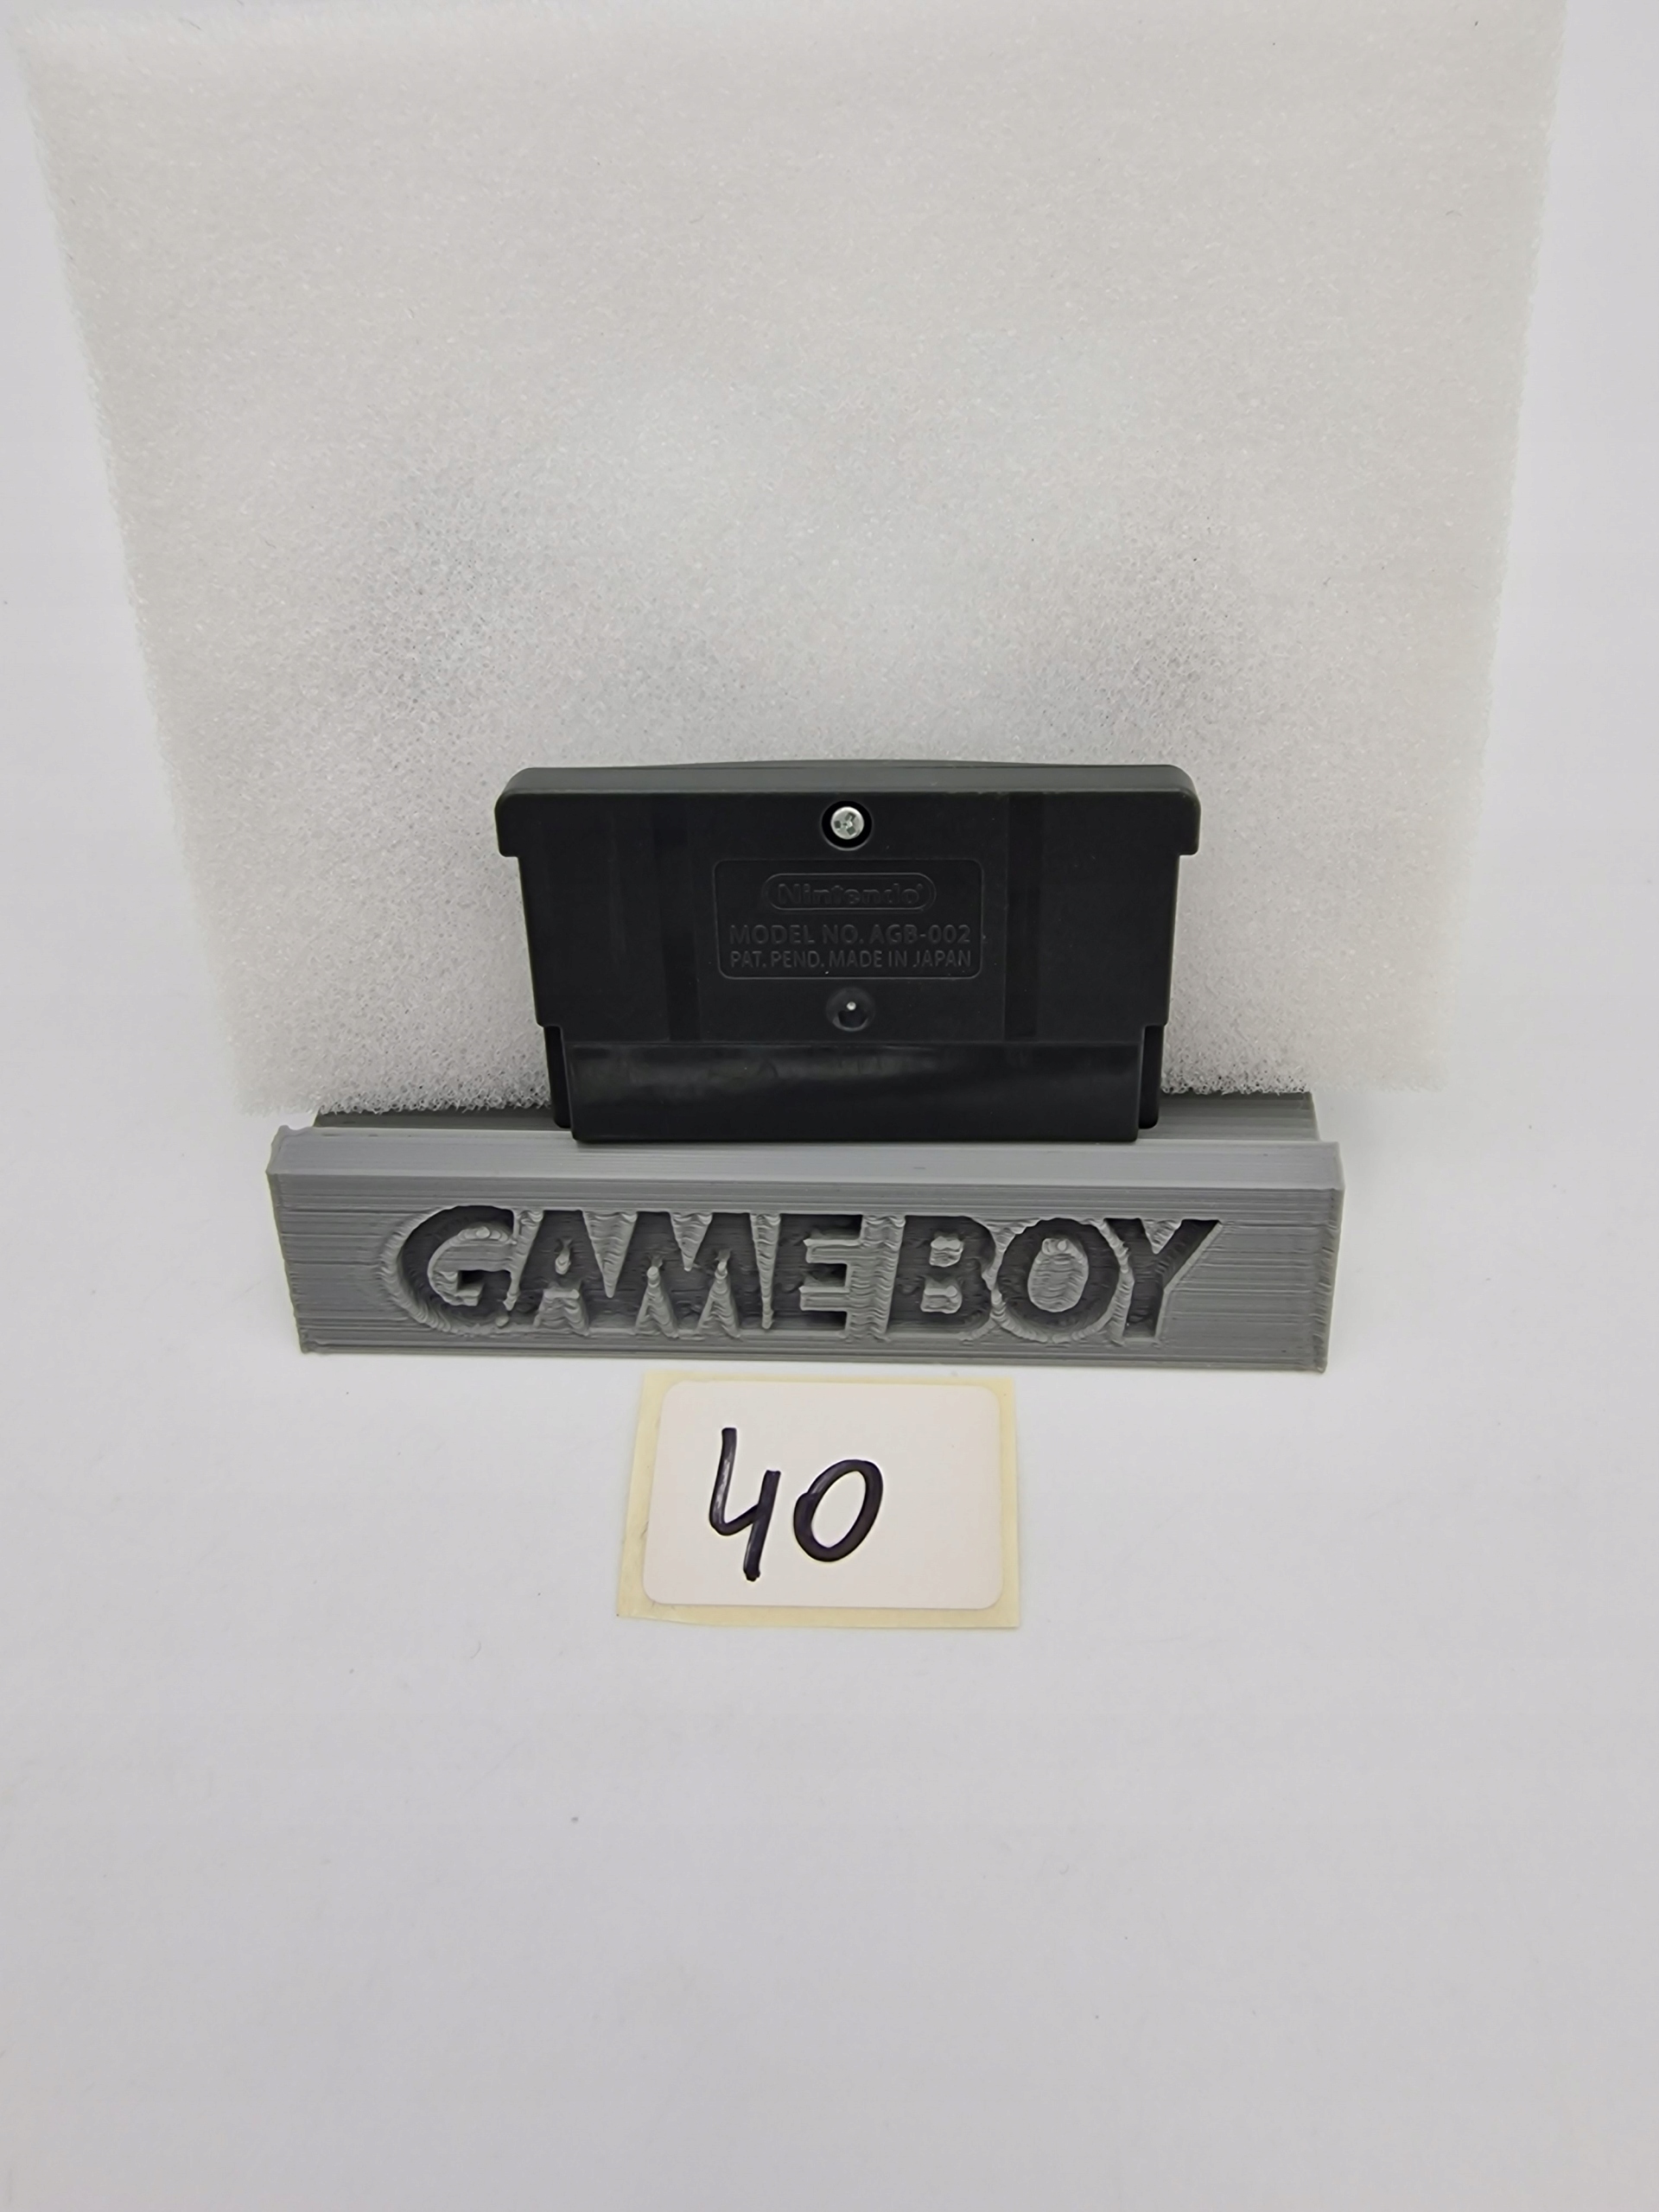 Nintendo®
MODEL NO. AGB-002
PAT. PEND. MADE IN JAPAN
GAME BOY
40